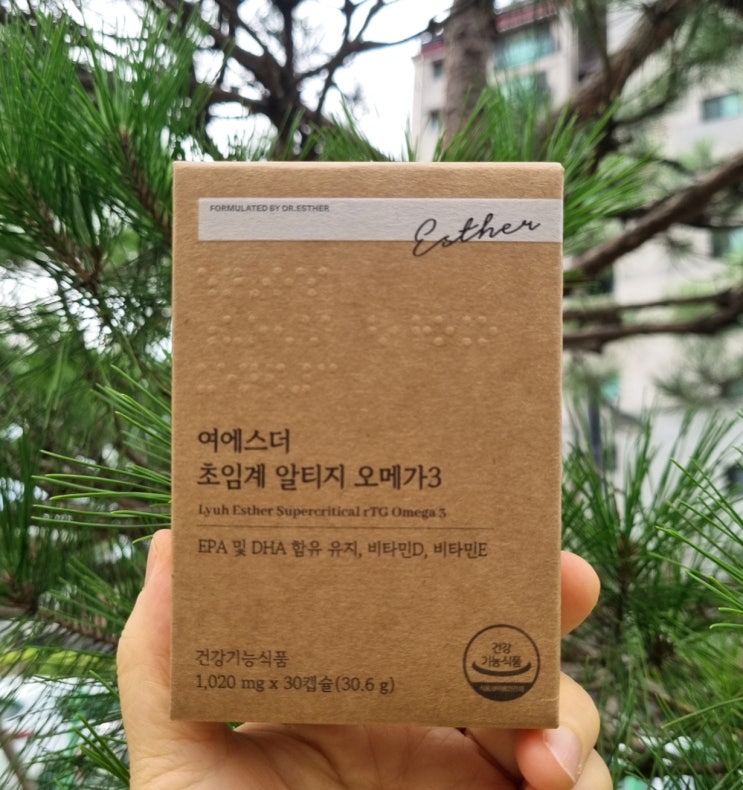 FORMULATED BY DR.ESTHER
Esther
여에스더
초임계 알티지 오메가3
Lyuh Esther Supercritical rTG Omega 3
EPA 및 DHA 함유 유지, 비타민D, 비타민E
건강기능식품
1,020 mg x 30캡슐(30.6 g)
건강
기능식품